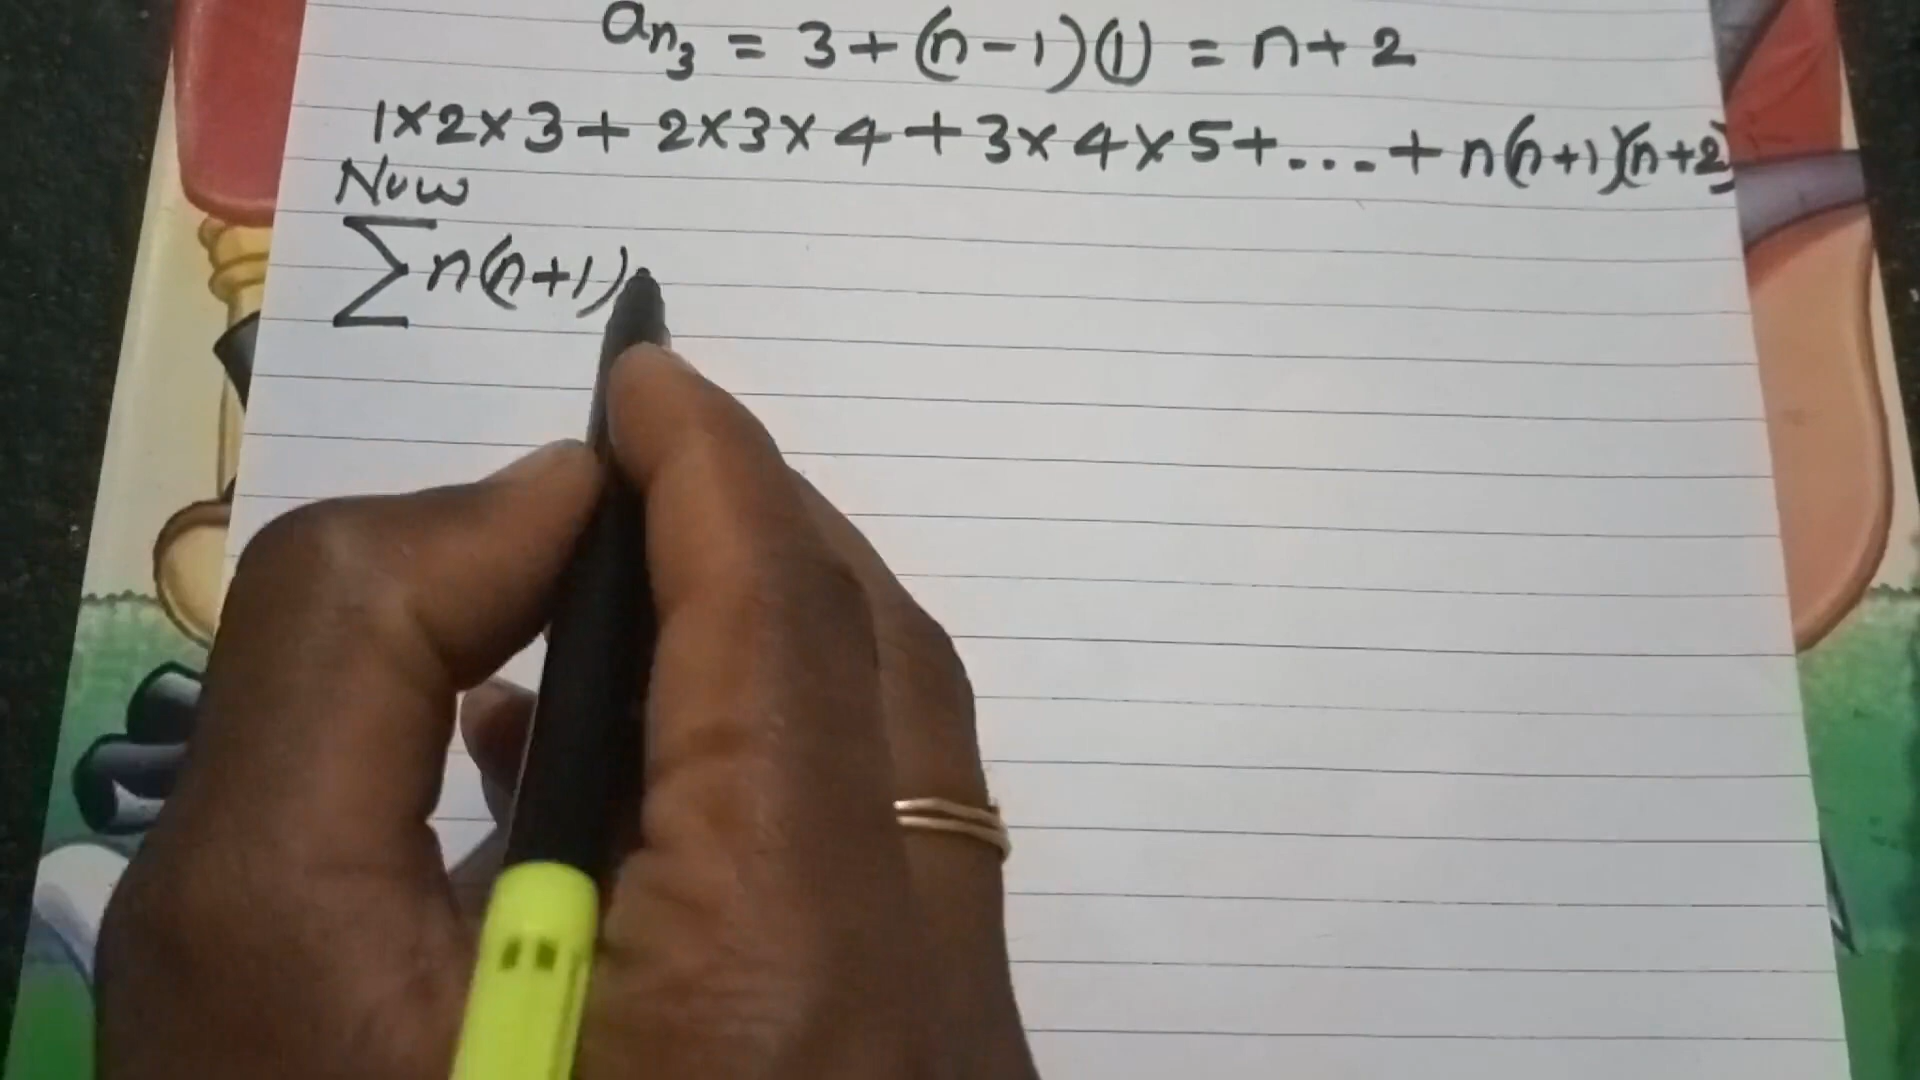 an₃ = 3+(n-1)(1) = n+2
1×2×3+ 2×3×4+3×4×5+...+n(n+1)(n+2)
Now
∑n(n+1)